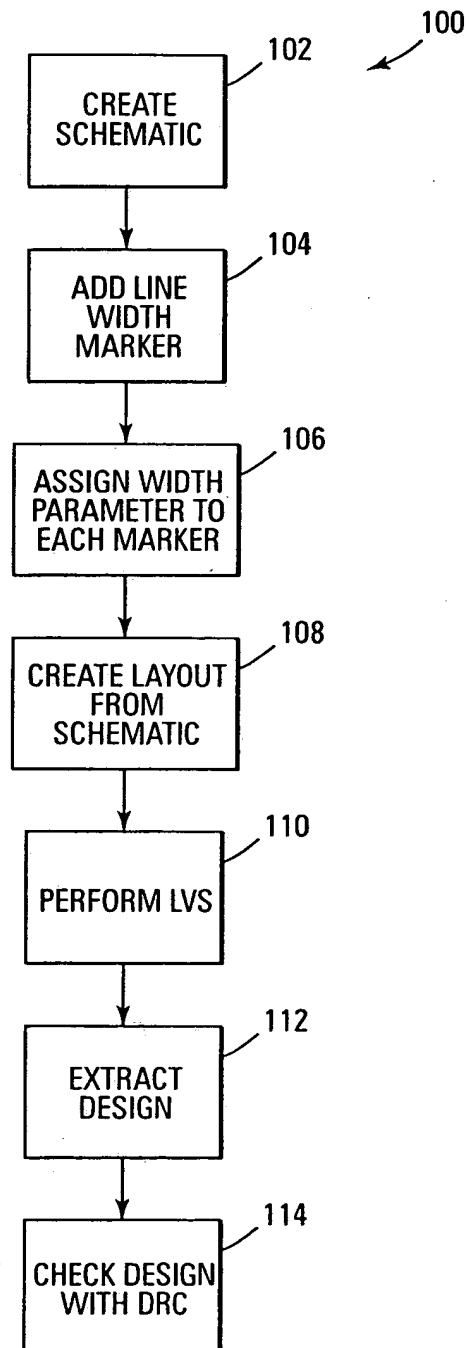 100
102
CREATE
SCHEMATIC
104
ADD LINE
WIDTH
MARKER
106
ASSIGN WIDTH
PARAMETER TO
EACH MARKER
108
CREATE LAYOUT
FROM
SCHEMATIC
110
PERFORM LVS
112
EXTRACT
DESIGN
114
CHECK DESIGN
WITH DRC